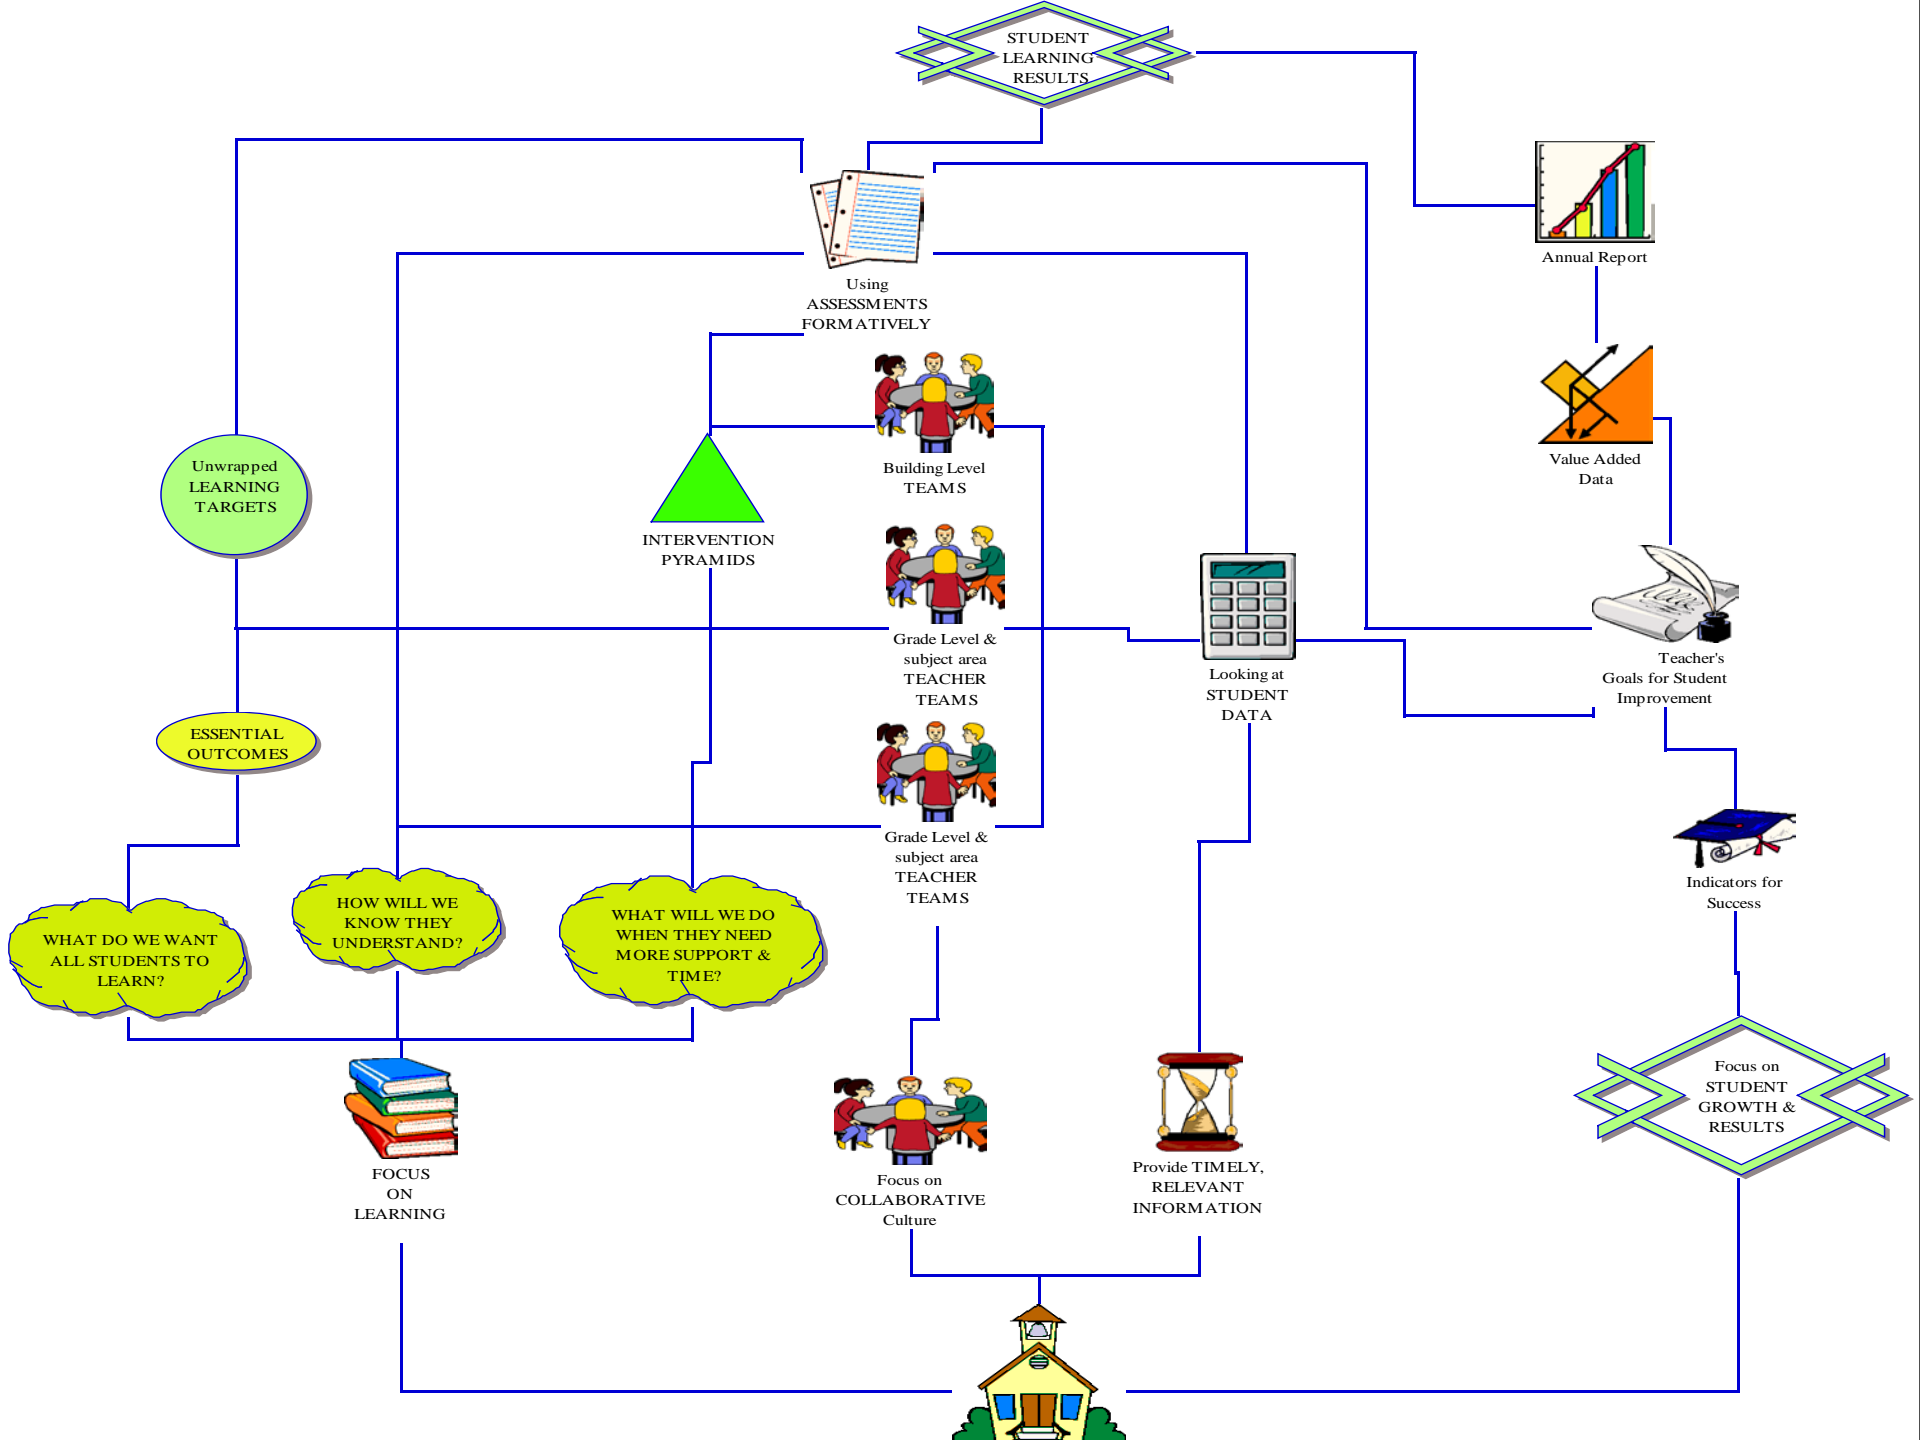 STUDENT
LEARNING
RESULTS
Annual Report
Using
ASSESSMENTS
FORMATIVELY
Value Added
Data
Unwrapped
LEARNING
TARGETS
Building Level
TEAMS
INTERVENTION
PYRAMIDS
Grade Level &
subject area
TEACHER
TEAMS
Looking at
STUDENT
DATA
Teacher's
Goals for Student
Improvement
ESSENTIAL
OUTCOMES
Grade Level &
subject area
TEACHER
TEAMS
Indicators for
Success
WHAT DO WE WANT
ALL STUDENTS TO
LEARN?
HOW WILL WE
KNOW THEY
UNDERSTAND?
WHAT WILL WE DO
WHEN THEY NEED
MORE SUPPORT &
TIME?
Focus on
STUDENT
GROWTH &
RESULTS
FOCUS
ON
LEARNING
Focus on
COLLABORATIVE
Culture
Provide TIMELY,
RELEVANT
INFORMATION